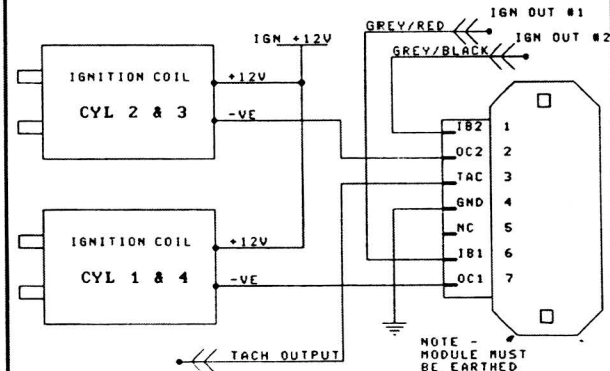 IGN OUT #1
GREY/RED
IGN +12V
IGN OUT #2
GREY/BLACK
IGNITION COIL
+12V
CYL 2 & 3
-VE
IB2 1
OC2 2
TAC 3
GND 4
NC 5
IB1 6
OC1 7
IGNITION COIL
+12V
CYL 1 & 4
-VE
TACH OUTPUT
NOTE -
MODULE MUST
BE EARTHED